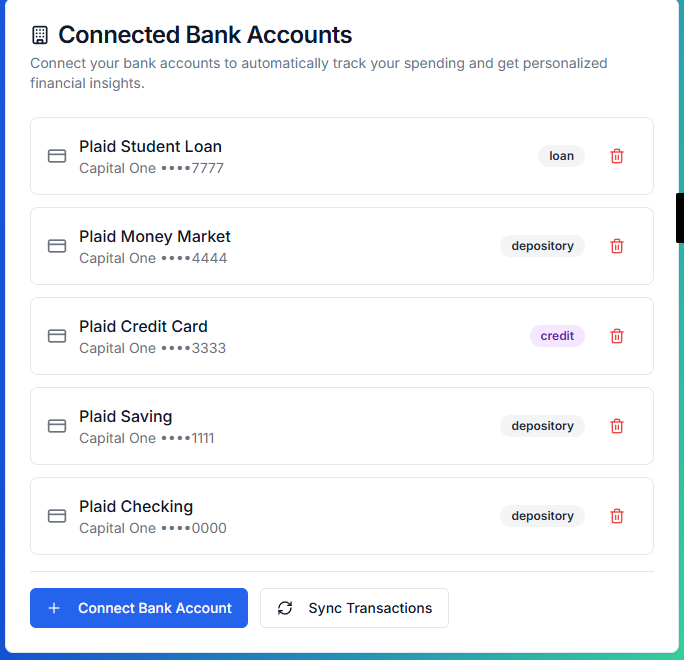 Connected Bank Accounts
Connect your bank accounts to automatically track your spending and get personalized
financial insights.
Plaid Student Loan
Capital One ••••7777
loan
Plaid Money Market
Capital One ••••4444
depository
Plaid Credit Card
Capital One ••••3333
credit
Plaid Saving
Capital One ••••1111
depository
Plaid Checking
Capital One ••••0000
depository
Connect Bank Account
Sync Transactions